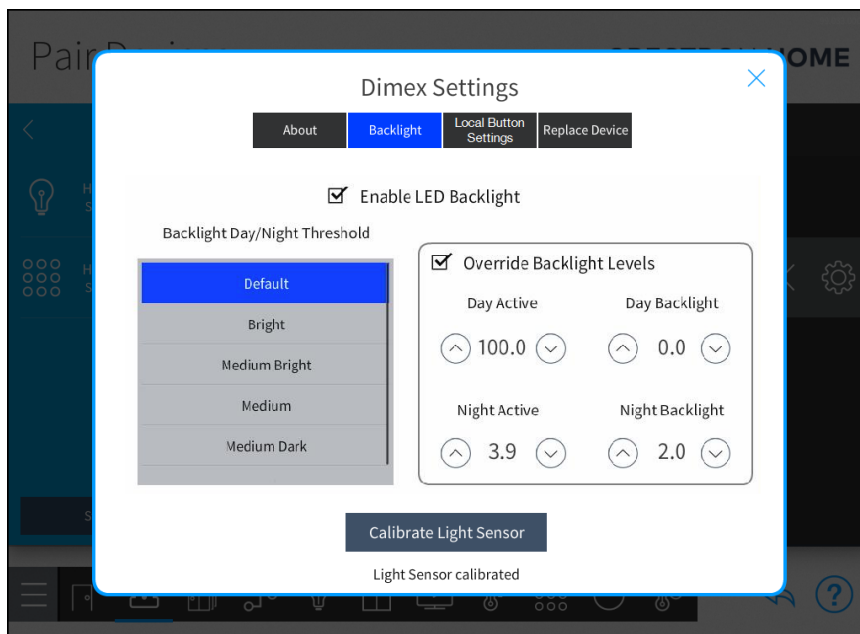 Pair
OME
Dimex Settings
About
Backlight
Local Button
Settings
Replace Device
Enable LED Backlight
Backlight Day/Night Threshold
Default
Bright
Medium Bright
Medium
Medium Dark
Override Backlight Levels
Day Active
Day Backlight
100.0
0.0
Night Active
Night Backlight
3.9
2.0
Calibrate Light Sensor
Light Sensor calibrated
H
S
H
S
S
?